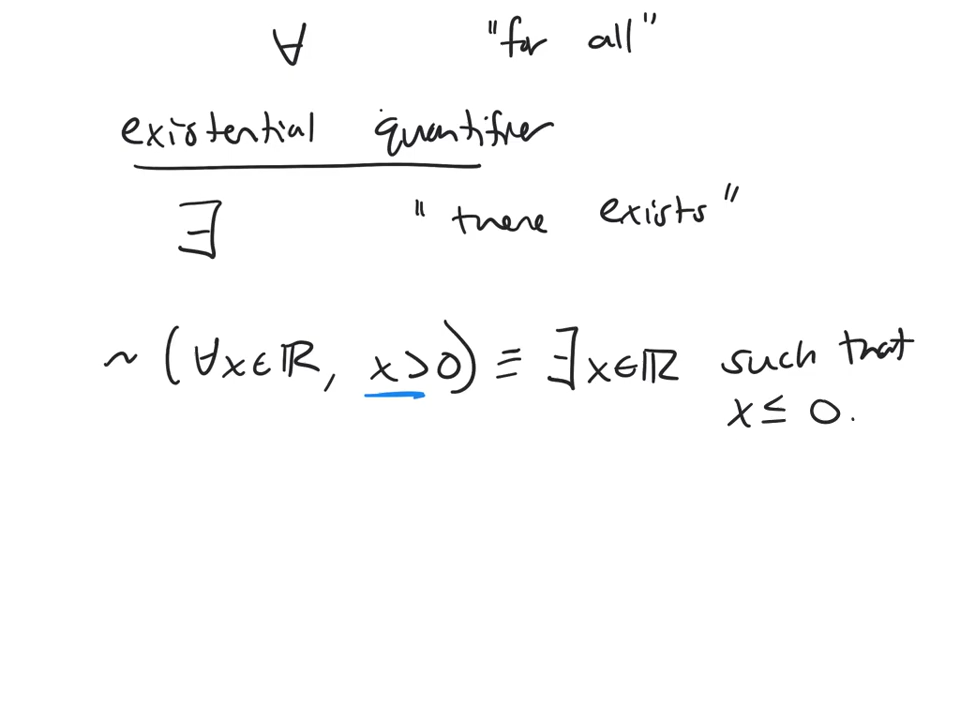 ∀ "for all"
existential quantifier
∃ "there exists"
~ (∀x∈ℝ, x>0) ≡ ∃x∈ℝ such that
x≤ 0.